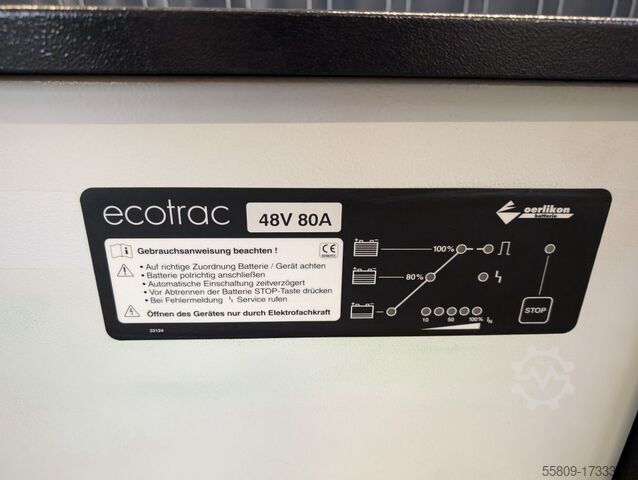 ecotrac 48V 80A
oerlikon
batterie
Gebrauchsanweisung beachten !
CE
• Auf richtige Zuordnung Batterie / Gerät achten
• Batterie polrichtig anschließen
• Automatische Einschaltung zeitverzögert
• Vor Abtrennen der Batterie STOP-Taste drücken
• Bei Fehlermeldung Service rufen
Öffnen des Gerätes nur durch Elektrofachkraft
33124
100%
80%
10 50 100% IN
STOP